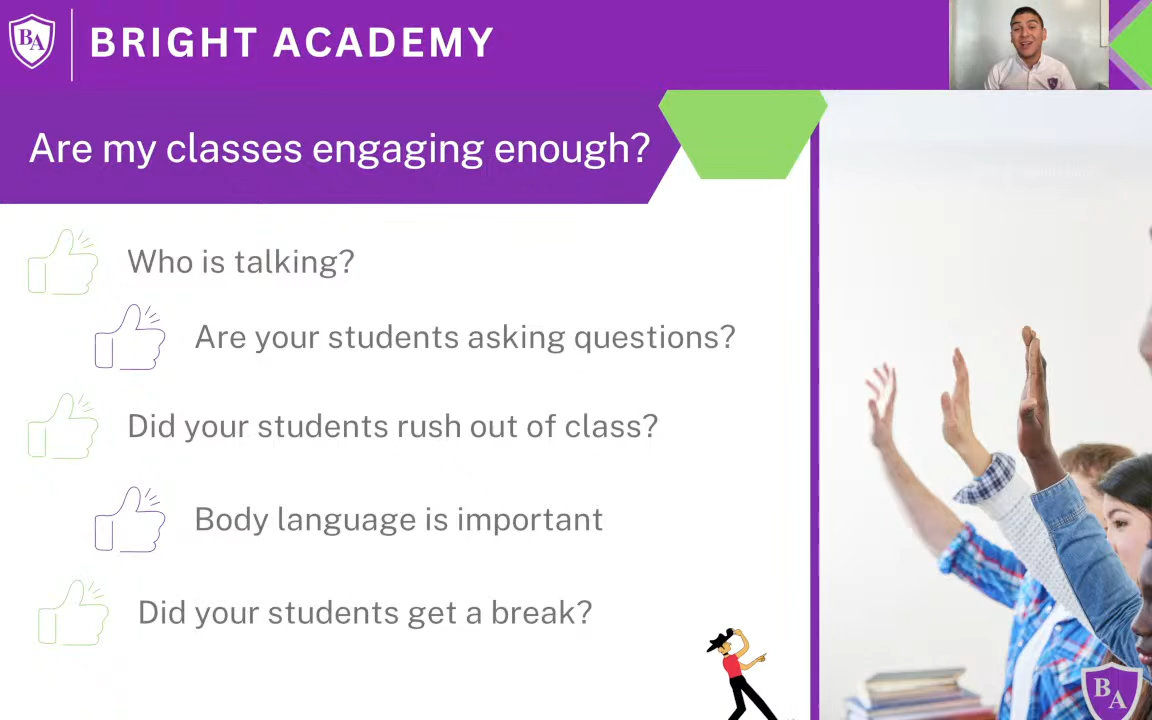 BA
BRIGHT ACADEMY
Are my classes engaging enough?
Who is talking?
Are your students asking questions?
Did your students rush out of class?
Body language is important
Did your students get a break?
BA